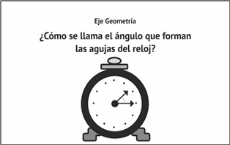 Eje Geometría
¿Cómo se llama el ángulo que forman
las agujas del reloj?